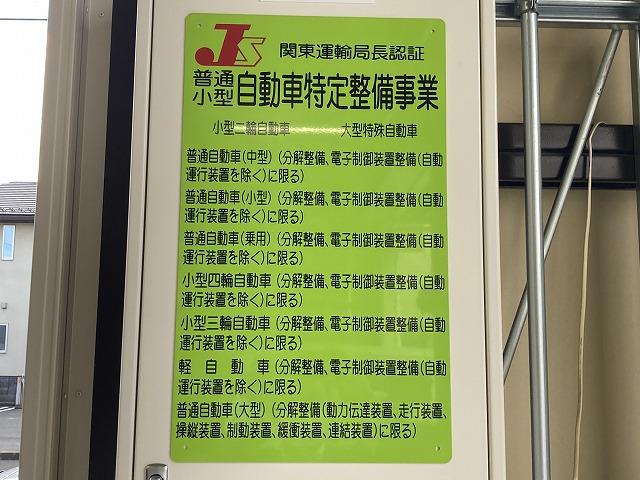 JS 関東運輸局長認証
普通
小型 自動車特定整備事業
小型二輪自動車 大型特殊自動車
普通自動車(中型)(分解整備、電子制御装置整備(自動
運行装置を除く)に限る)
普通自動車(小型)(分解整備、電子制御装置整備(自動
運行装置を除く)に限る)
普通自動車(乗用)(分解整備、電子制御装置整備(自動
運行装置を除く)に限る)
小型四輪自動車(分解整備、電子制御装置整備(自動
運行装置を除く)に限る)
小型三輪自動車(分解整備、電子制御装置整備(自動
運行装置を除く)に限る)
軽自動車(分解整備、電子制御装置整備(自動
運行装置を除く)に限る)
普通自動車(大型)(分解整備(動力伝達装置、走行装置、
操縦装置、制動装置、緩衝装置、連結装置)に限る)